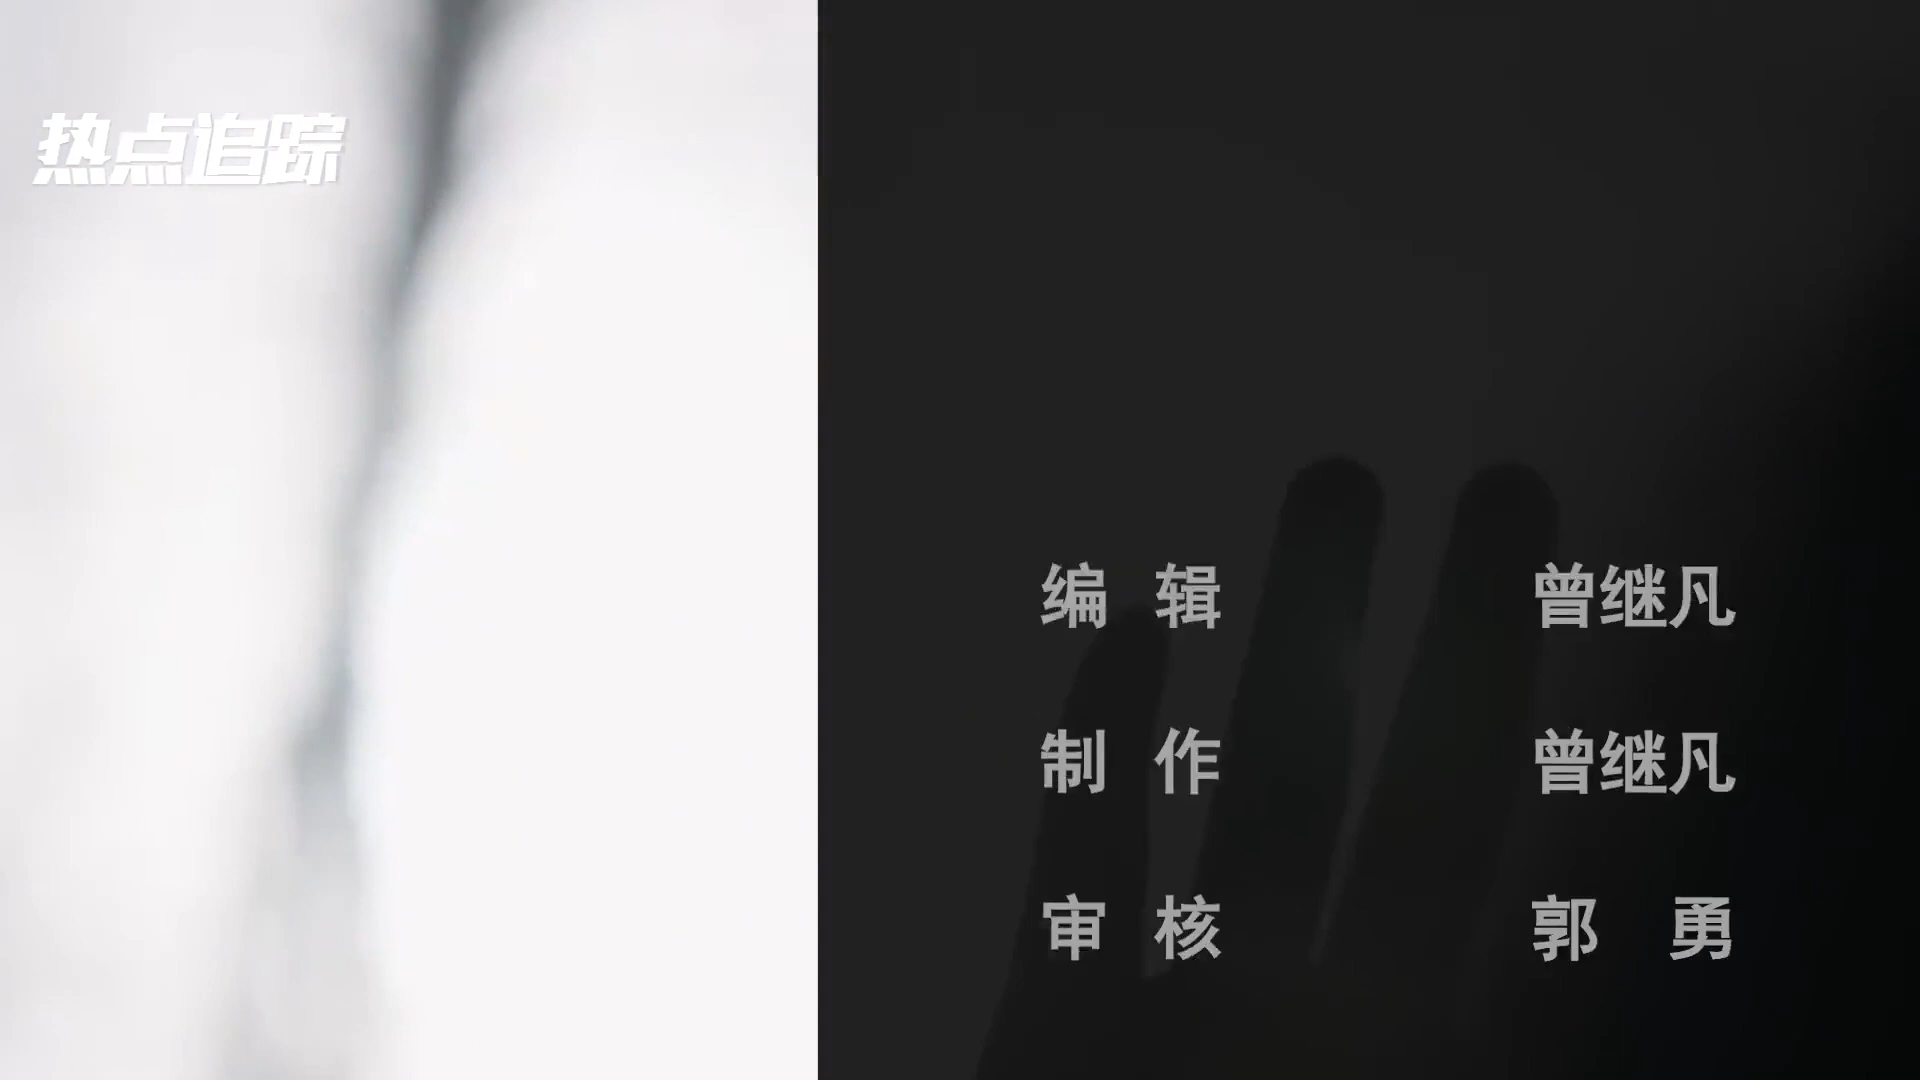 热点追踪
编 辑 曾继凡
制 作 曾继凡
审 核 郭 勇